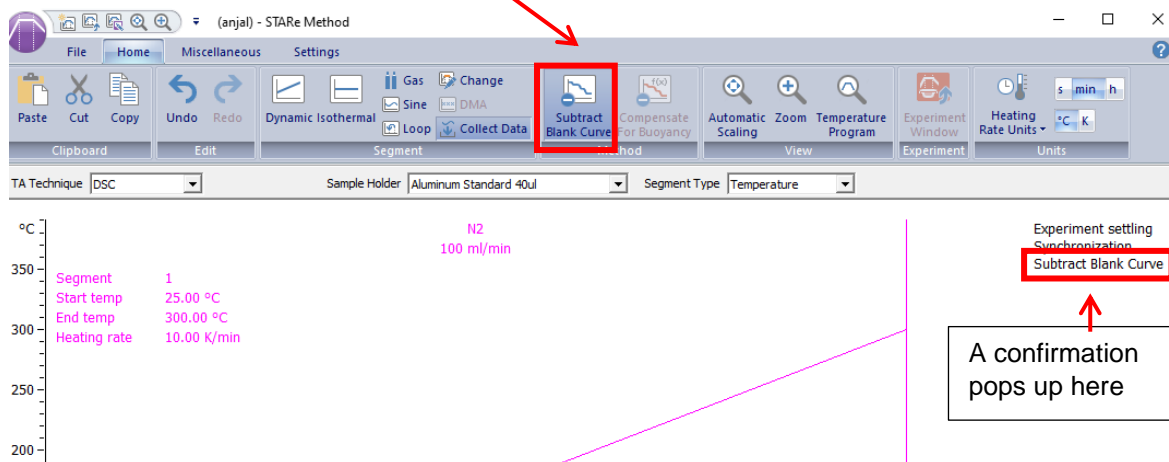 (anjal) - STARe Method
File Home Miscellaneous Settings
Paste Cut Copy
Clipboard
Undo Redo
Edit
Dynamic Isothermal
Gas Change
Sine DMA
Loop Collect Data
Segment
Subtract Blank Curve
f(x)
Compensate For Buoyancy
Method
Automatic Scaling Zoom Temperature Program
View
Experiment Window
Experiment
Heating Rate Units
s min h
°C K
Units
TA Technique DSC Sample Holder Aluminum Standard 40ul Segment Type Temperature
°C
N2
100 ml/min
350
300
250
200
Segment 1
Start temp 25.00 °C
End temp 300.00 °C
Heating rate 10.00 K/min
Experiment settling
Synchronization
Subtract Blank Curve
A confirmation
pops up here